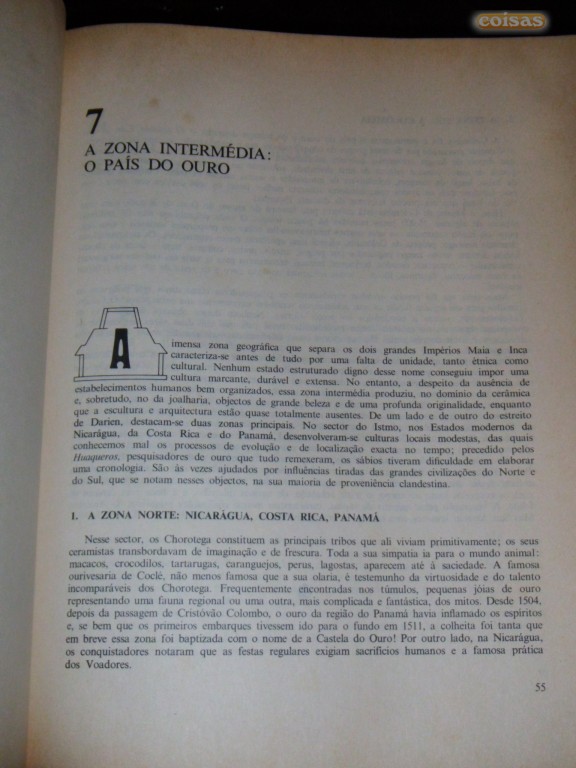 coisas
7
A ZONA INTERMÉDIA:
O PAÍS DO OURO
A imensa zona geográfica que separa os dois grandes Impérios Maia e Inca
caracteriza-se antes de tudo por uma falta de unidade, tanto ètnica como
cultural. Nenhum estado estruturado digno desse nome conseguiu impor uma
cultura marcante, durável e extensa. No entanto, a despeito da ausência de
estabelecimentos humanos bem organizados, essa zona intermédia produziu, no domínio da cerâmica
e, sobretudo, no da joalharia, objectos de grande beleza e de uma profunda originalidade, enquanto
que a escultura e arquitectura estão quase totalmente ausentes. De um lado e de outro do estreito
de Darien, destacam-se duas zonas principais. No sector do Istmo, nos Estados modernos da
Nicarágua, da Costa Rica e do Panamá, desenvolveram-se culturas locais modestas, das quais
conhecemos mal os processos de evolução e de localização exacta no tempo; precedido pelos
Huaqueros, pesquisadores de ouro que tudo remexeram, os sábios tiveram dificuldade em elaborar
uma cronologia. São às vezes ajudados por influências tiradas das grandes civilizações do Norte e
do Sul, que se notam nesses objectos, na sua maioria de proveniência clandestina.
1. A ZONA NORTE: NICARÁGUA, COSTA RICA, PANAMÁ
Nesse sector, os Chorotega constituem as principais tribos que ali viviam primitivamente; os seus
ceramistas transbordavam de imaginação e de frescura. Toda a sua simpatia ia para o mundo animal:
macacos, crocodilos, tartarugas, caranguejos, perus, lagostas, aparecem até à saciedade. A famosa
ourivesaria de Coclé, não menos famosa que a sua olaria, é testemunho da virtuosidade e do talento
incomparáveis dos Chorotega. Frequentemente encontradas nos túmulos, pequenas jóias de ouro
representando uma fauna regional ou uma outra, mais complicada e fantástica, dos mitos. Desde 1504,
depois da passagem de Cristóvão Colombo, o ouro da região do Panamá havia inflamado os espíritos
e, se bem que os primeiros embarques tivessem ido para o fundo em 1511, a colheita foi tanta que
em breve essa zona foi baptizada com o nome de a Castela do Ouro! Por outro lado, na Nicarágua,
os conquistadores notaram que as festas regulares exigiam sacrifícios humanos e a famosa prática
dos Voadores.
55